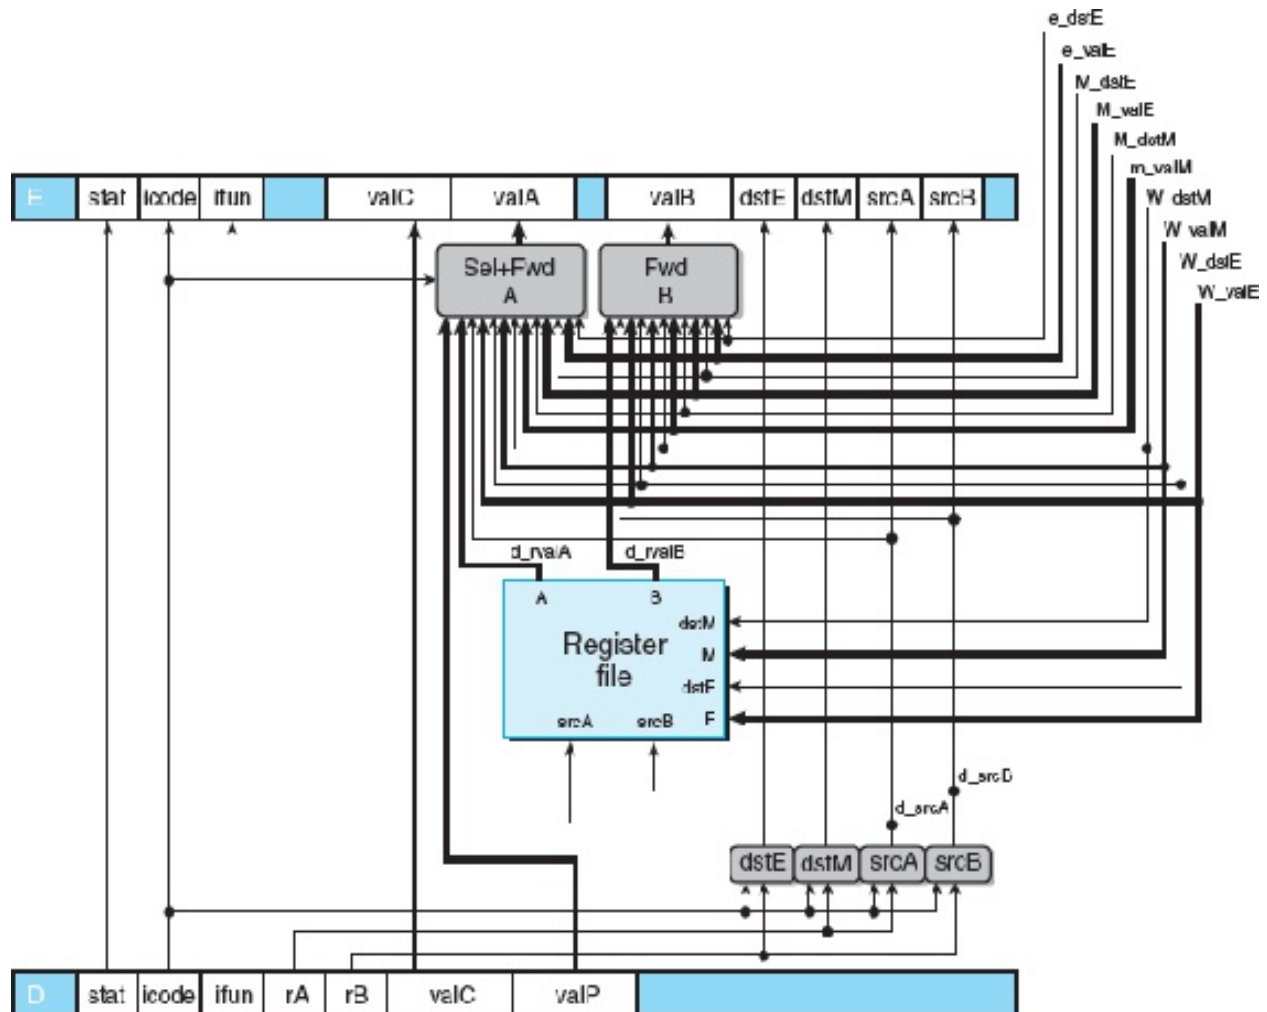 e_dstE
e_valE
M_dstE
M_valE
M_dstM
m_valM
W_dstM
W_valM
W_dstE
W_valE
E stat icode ifun valC valA valB dstE dstM srcA srcB
Sel+Fwd
A
Fwd
B
d_rvalA d_rvalB
A B
dstM
Register
file
M
dstE
srcA srcB E
d_srcB
d_srcA
dstE dstM srcA srcB
D stat icode ifun rA rB valC valP